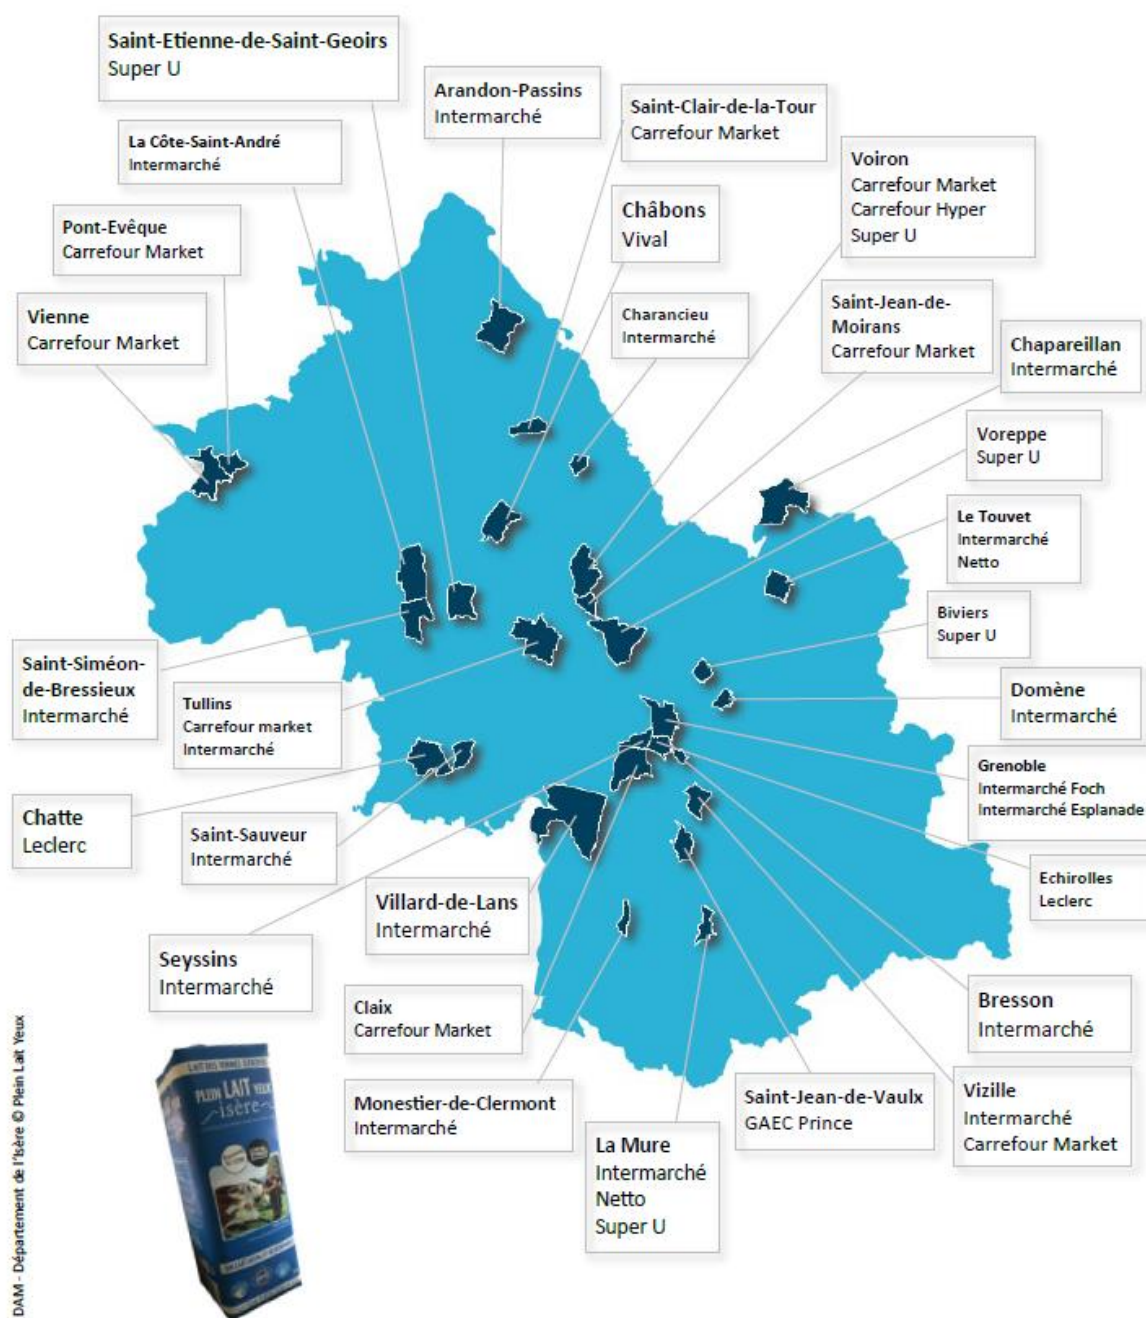 Saint-Etienne-de-Saint-Geoirs
Super U
Arandon-Passins
Intermarché
Saint-Clair-de-la-Tour
Carrefour Market
La Côte-Saint-André
Intermarché
Voiron
Carrefour Market
Carrefour Hyper
Super U
Châbons
Vival
Pont-Evêque
Carrefour Market
Vienne
Carrefour Market
Charancieu
Intermarché
Saint-Jean-de-
Moirans
Carrefour Market
Chapareillan
Intermarché
Voreppe
Super U
Le Touvet
Intermarché
Netto
Biviers
Super U
Saint-Siméon-
de-Bressieux
Intermarché
Tullins
Carrefour market
Intermarché
Domène
Intermarché
Grenoble
Intermarché Foch
Intermarché Esplanade
Chatte
Leclerc
Saint-Sauveur
Intermarché
Echirolles
Leclerc
Villard-de-Lans
Intermarché
Seyssins
Intermarché
Claix
Carrefour Market
Bresson
Intermarché
Monestier-de-Clermont
Intermarché
La Mure
Intermarché
Netto
Super U
Saint-Jean-de-Vaulx
GAEC Prince
Vizille
Intermarché
Carrefour Market
PLEIN LAIT YEUX
isère
DAM - Département de l'Isère © Plein Lait Yeux